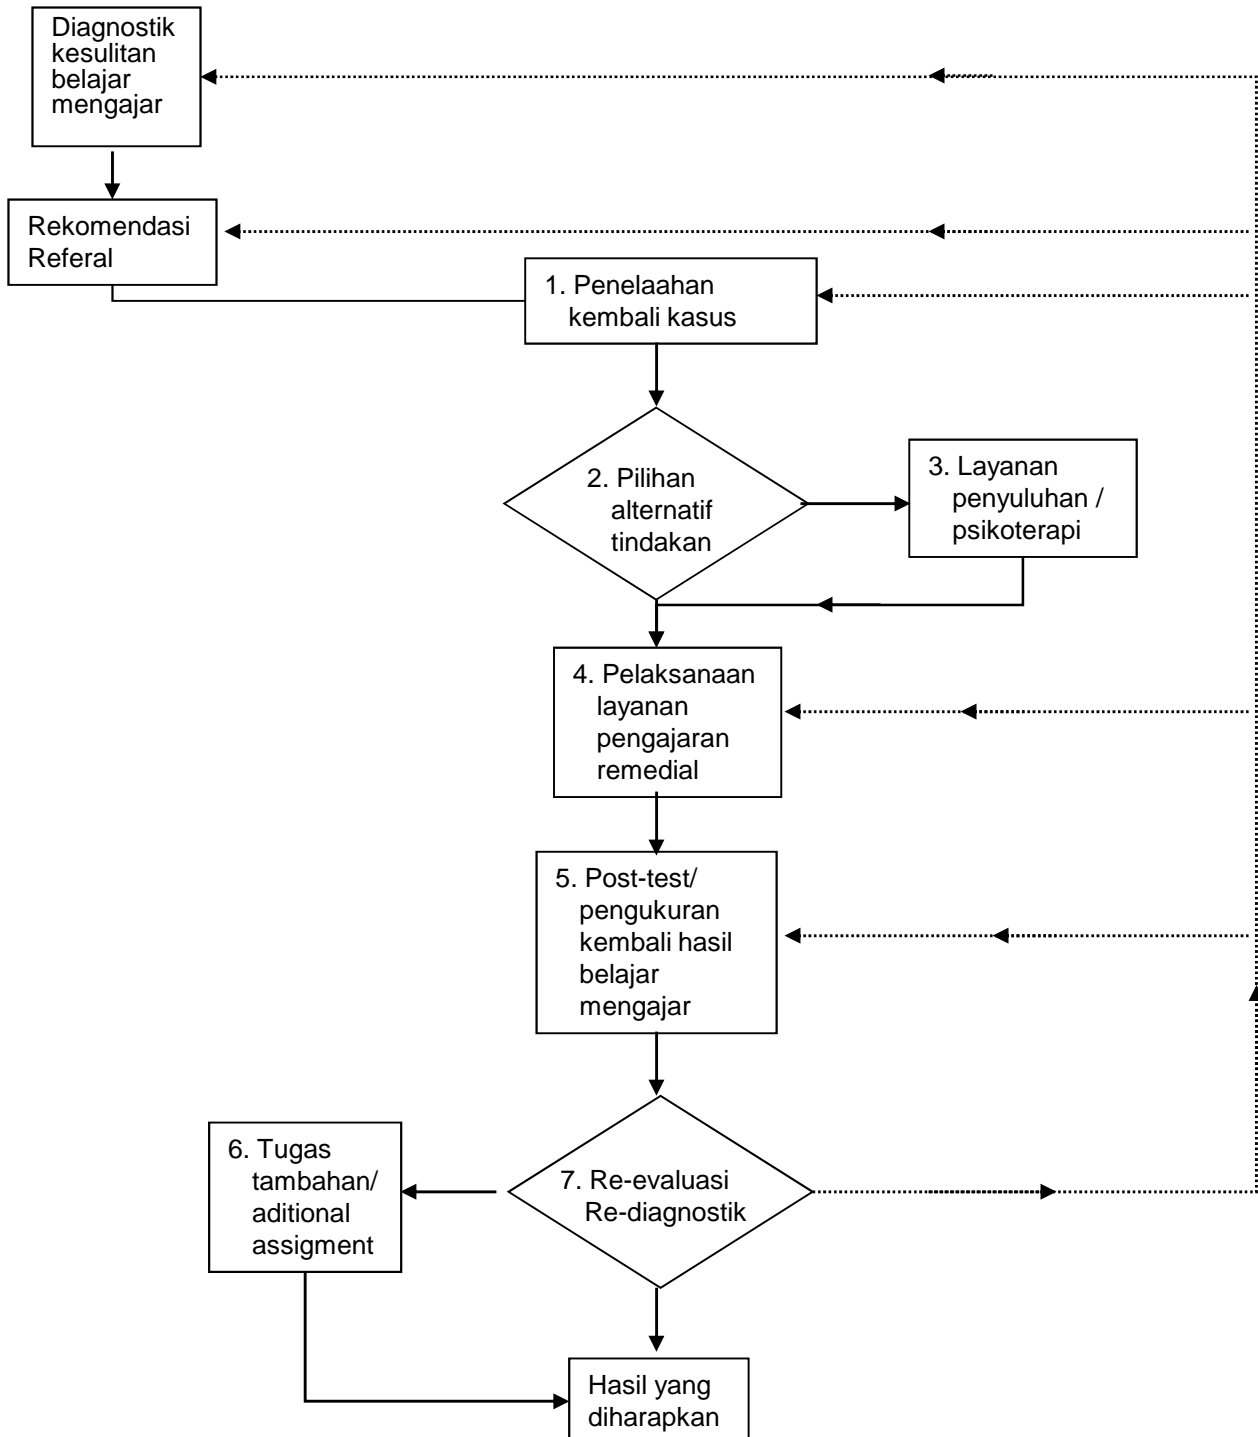 Diagnostik
kesulitan
belajar
mengajar
Rekomendasi
Referal
1. Penelaahan
kembali kasus
2. Pilihan
alternatif
tindakan
3. Layanan
penyuluhan /
psikoterapi
4. Pelaksanaan
layanan
pengajaran
remedial
5. Post-test/
pengukuran
kembali hasil
belajar
mengajar
6. Tugas
tambahan/
aditional
assigment
7. Re-evaluasi
Re-diagnostik
Hasil yang
diharapkan